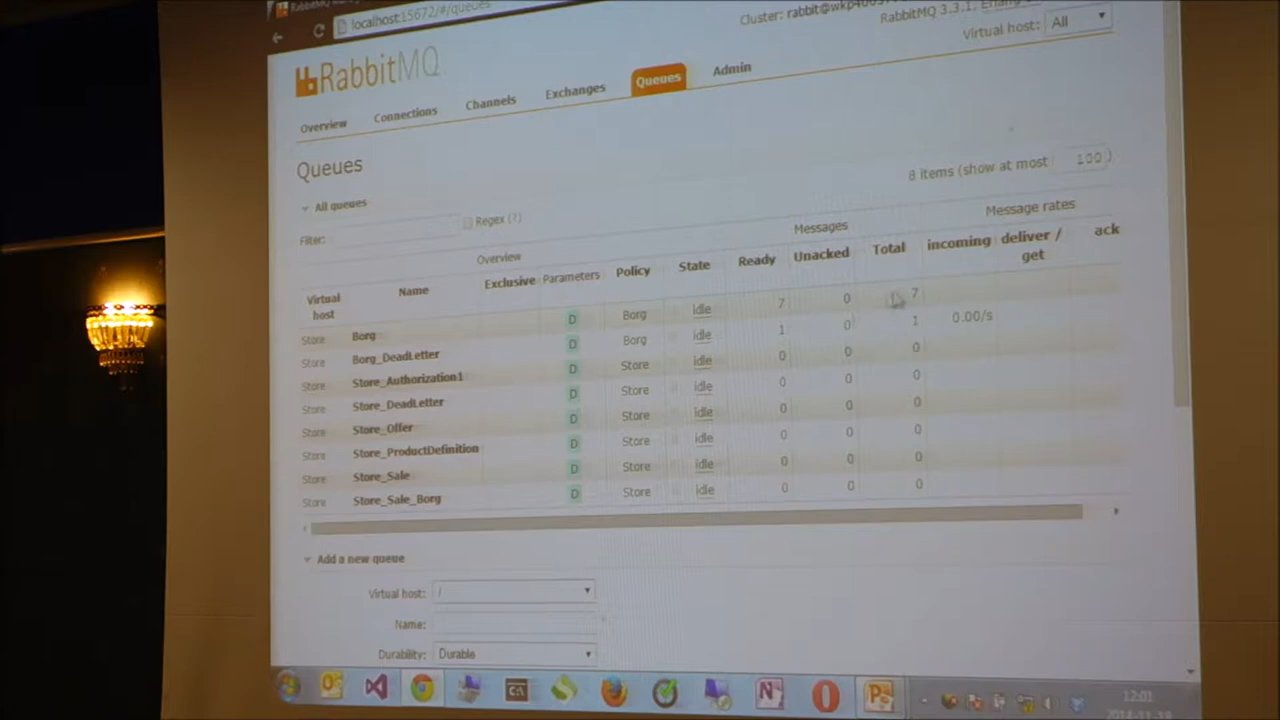 RabbitMQ
localhost:15672/#/queues
Cluster: rabbit@
RabbitMQ 3.3.1, Erlang
Virtual host: All
RabbitMQ
Overview Connections Channels Exchanges Queues Admin
Queues
8 items (show at most 100)
All queues
Filter: Regex (?)
Overview Messages Message rates
Virtual host Name Exclusive Parameters Policy State Ready Unacked Total incoming deliver / get ack
Store Borg D Borg idle 7 0 7
Store Borg_DeadLetter D Borg idle 1 0 1 0.00/s
Store Store_Authorization1 D Store idle 0 0 0
Store Store_DeadLetter D Store idle 0 0 0
Store Store_Offer D Store idle 0 0 0
Store Store_ProductDefinition D Store idle 0 0 0
Store Store_Sale D Store idle 0 0 0
Store Store_Sale_Borg D Store idle 0 0 0
Add a new queue
Virtual host: /
Name:
Durability: Durable
12:01
2014-11-19